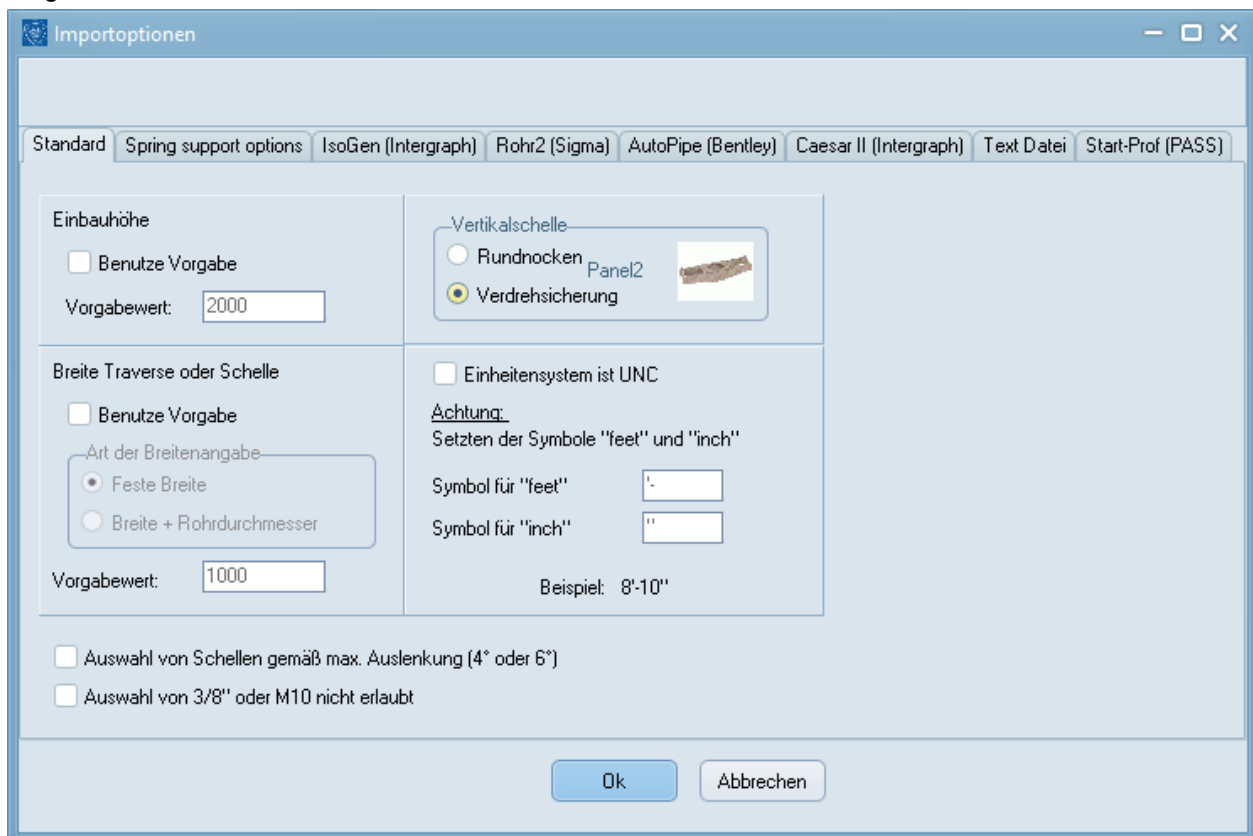 Importoptionen
Standard
Spring support options
IsoGen (Intergraph)
Rohr2 (Sigma)
AutoPipe (Bentley)
Caesar II (Intergraph)
Text Datei
Start-Prof (PASS)
Einbauhöhe
Benutze Vorgabe
Vorgabewert: 2000
Vertikalschelle
Rundnocken
Panel2
Verdrehsicherung
Breite Traverse oder Schelle
Benutze Vorgabe
Art der Breitenangabe
Feste Breite
Breite + Rohrdurchmesser
Vorgabewert: 1000
Einheitensystem ist UNC
Achtung:
Setzten der Symbole "feet" und "inch"
Symbol für "feet" '-
Symbol für "inch" "
Beispiel: 8'-10"
Auswahl von Schellen gemäß max. Auslenkung (4° oder 6°)
Auswahl von 3/8" oder M10 nicht erlaubt
Ok
Abbrechen